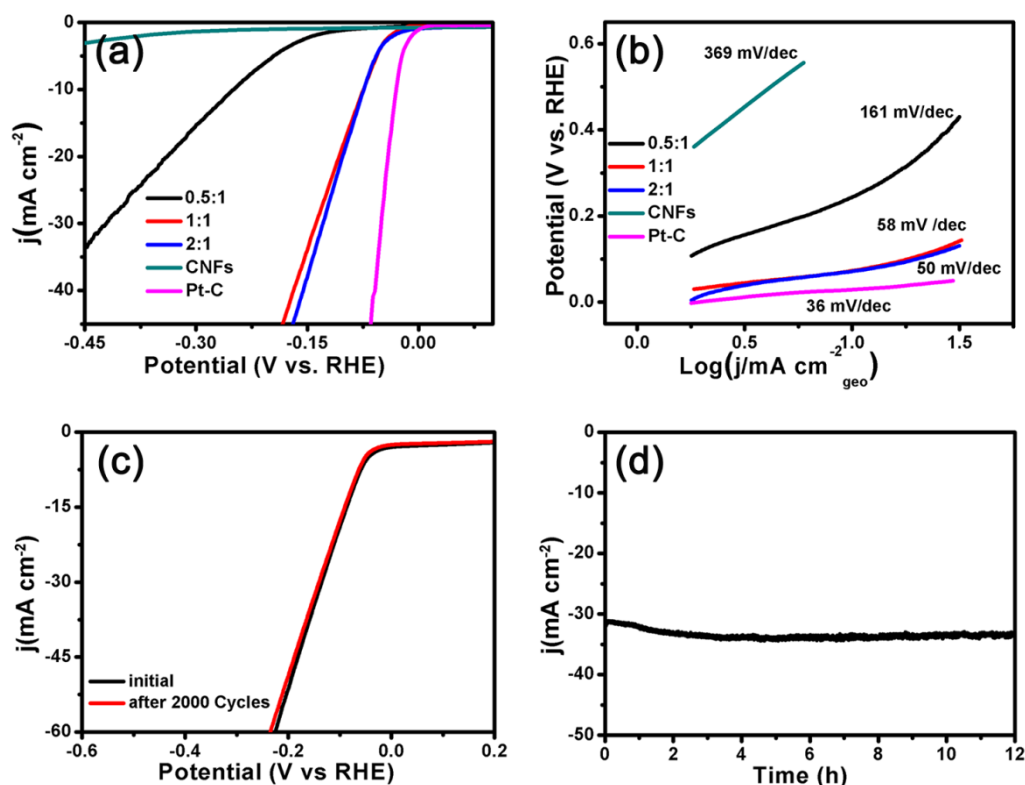 (a)
0
-10
-20
-30
-40
j(mA cm-2)
0.5:1
1:1
2:1
CNFs
Pt-C
-0.45
-0.30
-0.15
0.00
Potential (V vs. RHE)
(b)
0.6
0.4
0.2
0.0
Potential (V vs. RHE)
369 mV/dec
161 mV/dec
0.5:1
1:1
2:1
CNFs
Pt-C
58 mV /dec
50 mV/dec
36 mV/dec
0.0
0.5
1.0
1.5
Log(j/mA cm-2geo)
(c)
0
-15
-30
-45
-60
j(mA cm-2)
initial
after 2000 Cycles
-0.6
-0.4
-0.2
0.0
0.2
Potential (V vs RHE)
(d)
0
-10
-20
-30
-40
-50
j(mA cm-2)
0
2
4
6
8
10
12
Time (h)